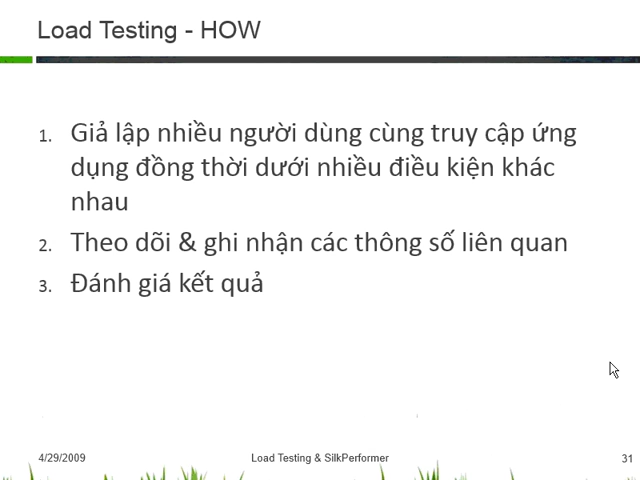 Load Testing - HOW
1. Giả lập nhiều người dùng cùng truy cập ứng
dụng đồng thời dưới nhiều điều kiện khác
nhau
2. Theo dõi & ghi nhận các thông số liên quan
3. Đánh giá kết quả
4/29/2009 Load Testing & SilkPerformer 31